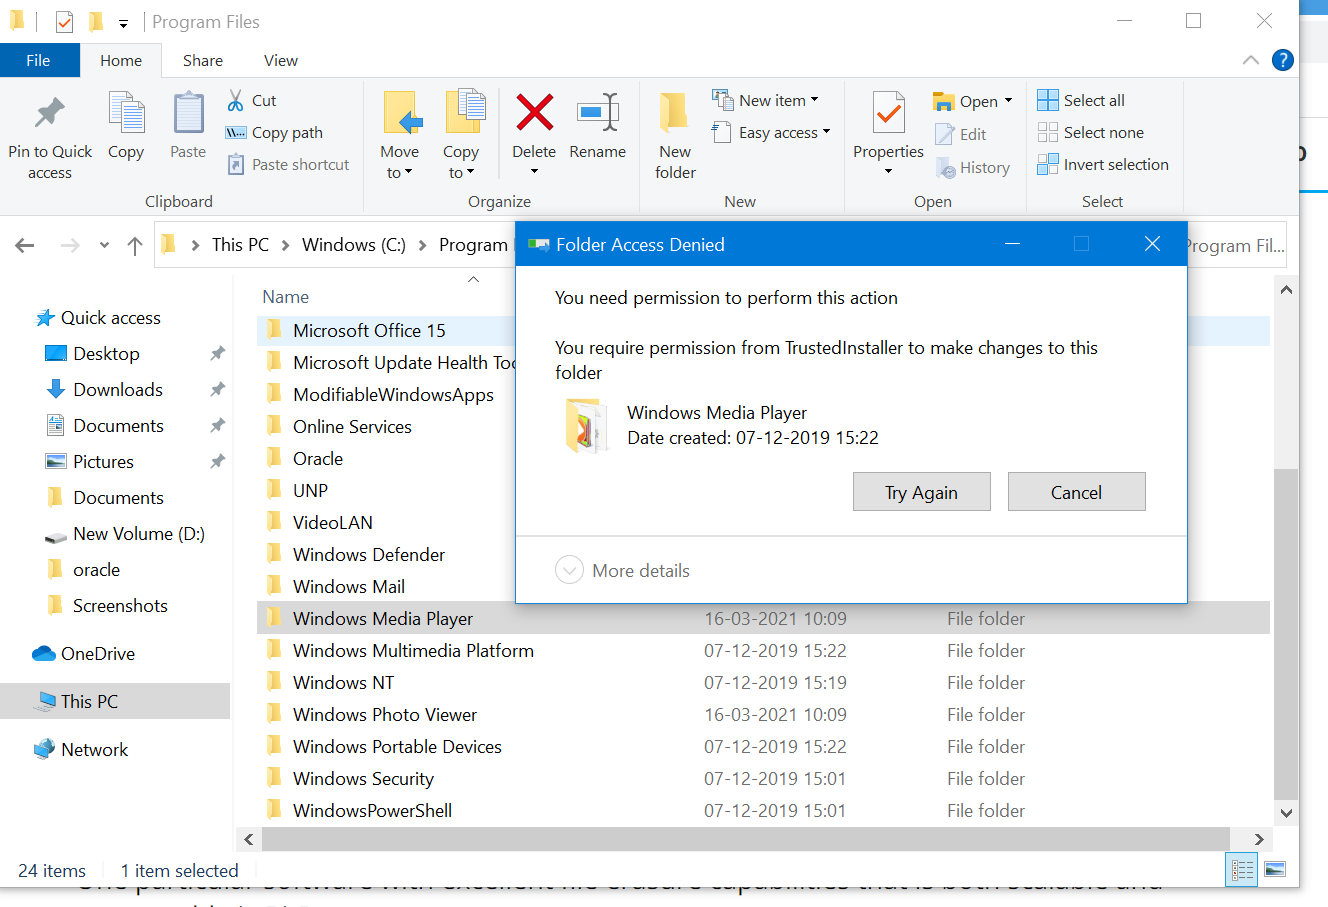 Program Files
File Home Share View
Pin to Quick access
Copy
Paste
Cut
Copy path
Paste shortcut
Clipboard
Move to
Copy to
Delete
Rename
Organize
New folder
New item
Easy access
New
Properties
Open
Edit
History
Open
Select all
Select none
Invert selection
Select
This PC Windows (C:) Program
Program Fil...
Quick access
Desktop
Downloads
Documents
Pictures
Documents
New Volume (D:)
oracle
Screenshots
OneDrive
This PC
Network
Name
Microsoft Office 15
Microsoft Update Health
ModifiableWindowsApps
Online Services
Oracle
UNP
VideoLAN
Windows Defender
Windows Mail
Windows Media Player 16-03-2021 10:09 File folder
Windows Multimedia Platform 07-12-2019 15:22 File folder
Windows NT 07-12-2019 15:19 File folder
Windows Photo Viewer 16-03-2021 10:09 File folder
Windows Portable Devices 07-12-2019 15:22 File folder
Windows Security 07-12-2019 15:01 File folder
WindowsPowerShell 07-12-2019 15:01 File folder
Folder Access Denied
You need permission to perform this action
You require permission from TrustedInstaller to make changes to this
folder
Windows Media Player
Date created: 07-12-2019 15:22
Try Again Cancel
More details
24 items 1 item selected